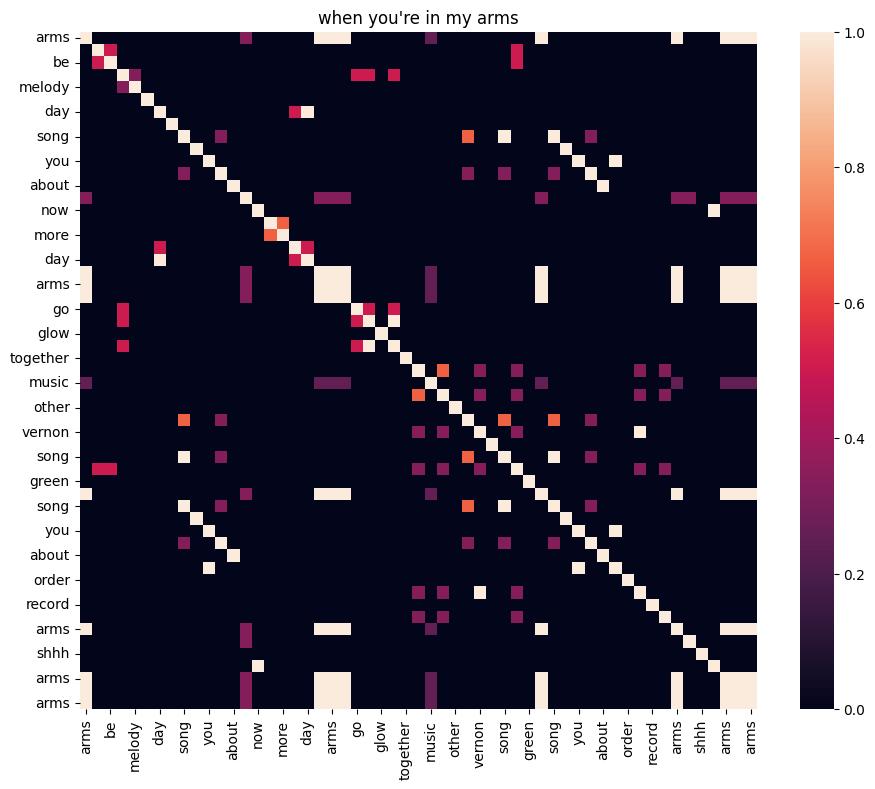 when you're in my arms
arms
be
melody
day
song
you
about
now
more
day
arms
go
glow
together
music
other
vernon
song
green
song
you
about
order
record
arms
shhh
arms
arms
1.0
0.8
0.6
0.4
0.2
0.0
arms
be
melody
day
song
you
about
now
more
day
arms
go
glow
together
music
other
vernon
song
green
song
you
about
order
record
arms
shhh
arms
arms